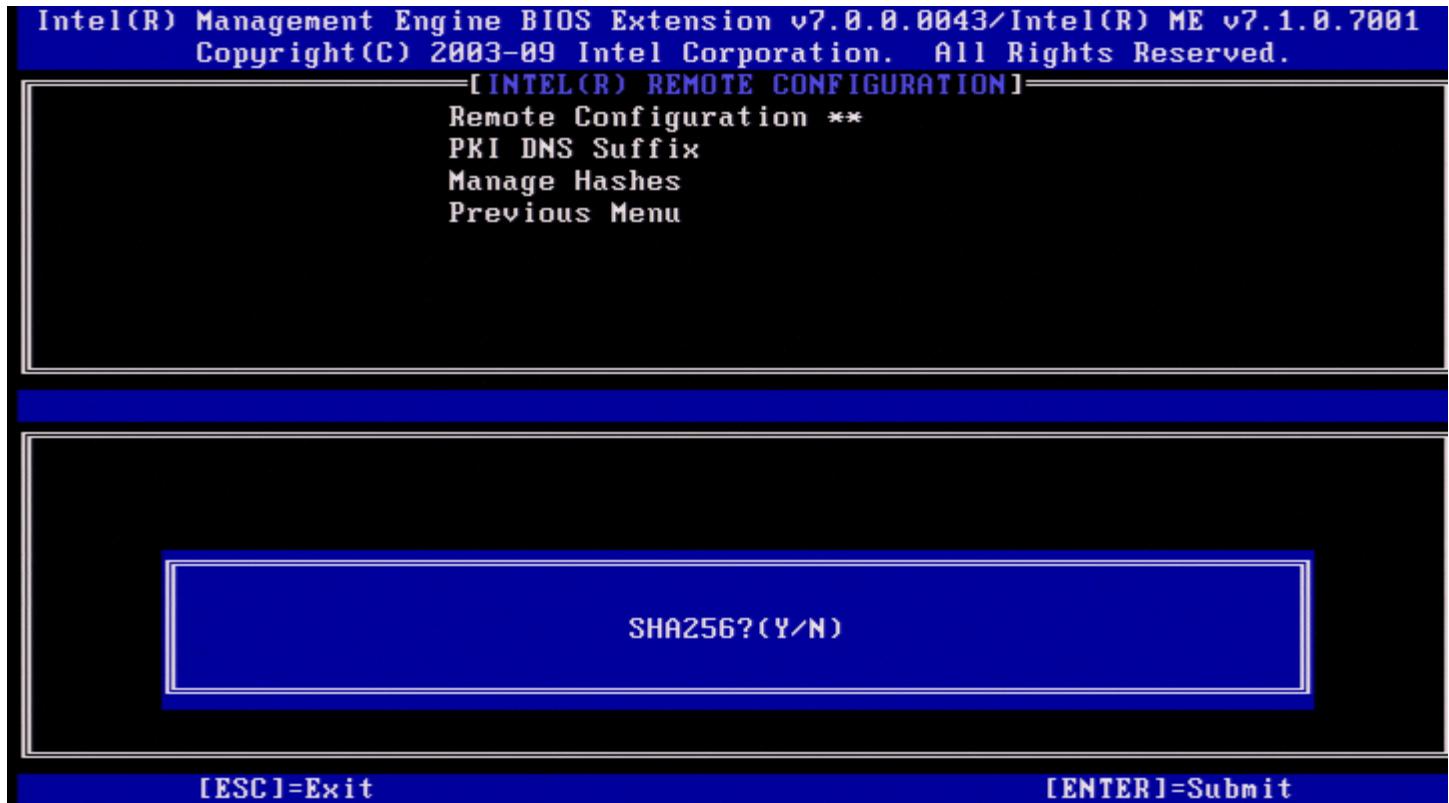 Intel(R) Management Engine BIOS Extension v7.0.0.0043/Intel(R) ME v7.1.0.7001
Copyright(C) 2003-09 Intel Corporation. All Rights Reserved.
[INTEL(R) REMOTE CONFIGURATION]
Remote Configuration **
PKI DNS Suffix
Manage Hashes
Previous Menu
SHA256?(Y/N)
[ESC]=Exit [ENTER]=Submit